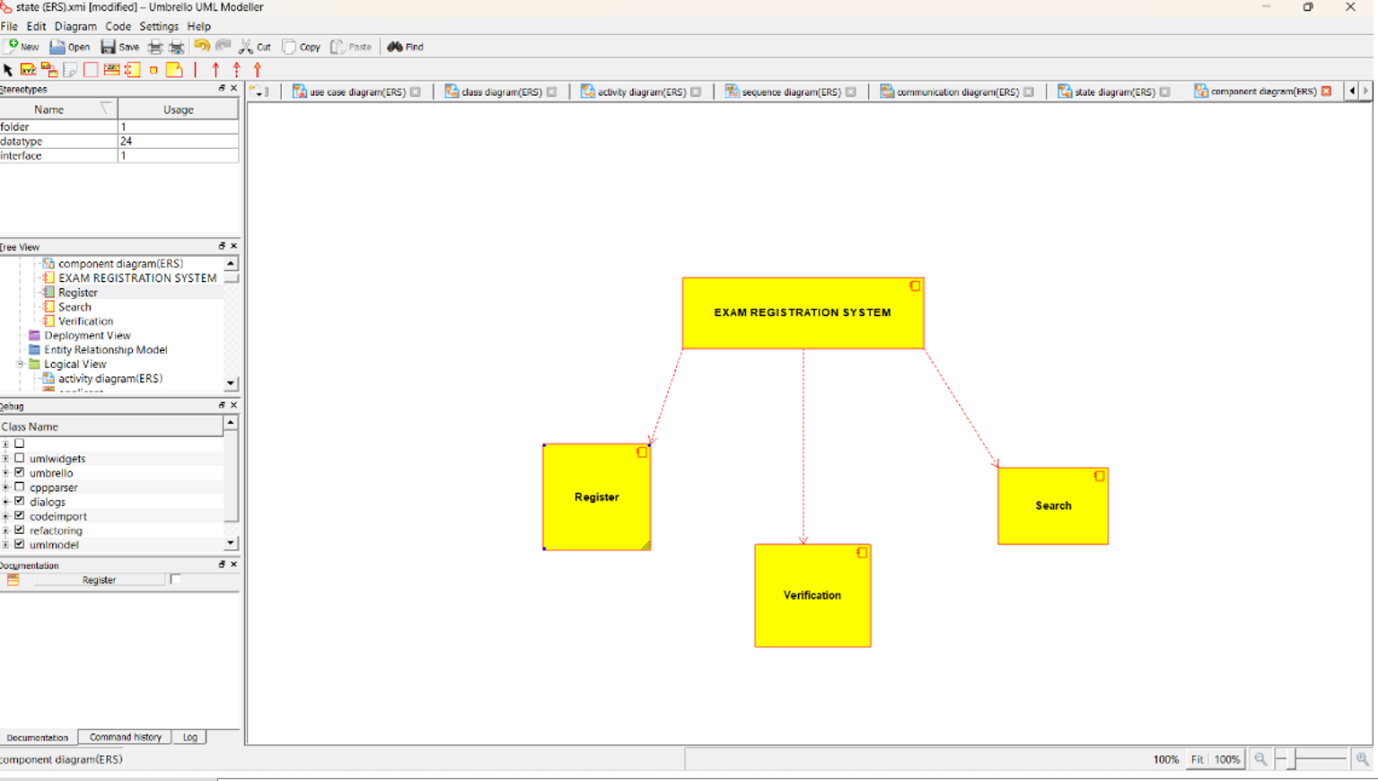 state (ERS).xmi [modified] – Umbrello UML Modeller
File Edit Diagram Code Settings Help
New Open Save Cut Copy Paste Find
Stereotypes
use case diagram(ERS) class diagram(ERS) activity diagram(ERS) sequence diagram(ERS) communication diagram(ERS) state diagram(ERS) component diagram(ERS)
Name Usage
folder 1
datatype 24
interface 1
Tree View
component diagram(ERS)
EXAM REGISTRATION SYSTEM
Register
Search
Verification
Deployment View
Entity Relationship Model
Logical View
activity diagram(ERS)
Debug
Class Name
umlwidgets
umbrello
cppparser
dialogs
codeimport
refactoring
umlmodel
Documentation
Register
EXAM REGISTRATION SYSTEM
Register
Search
Verification
Documentation Command history Log
component diagram(ERS)
100% Fit 100%